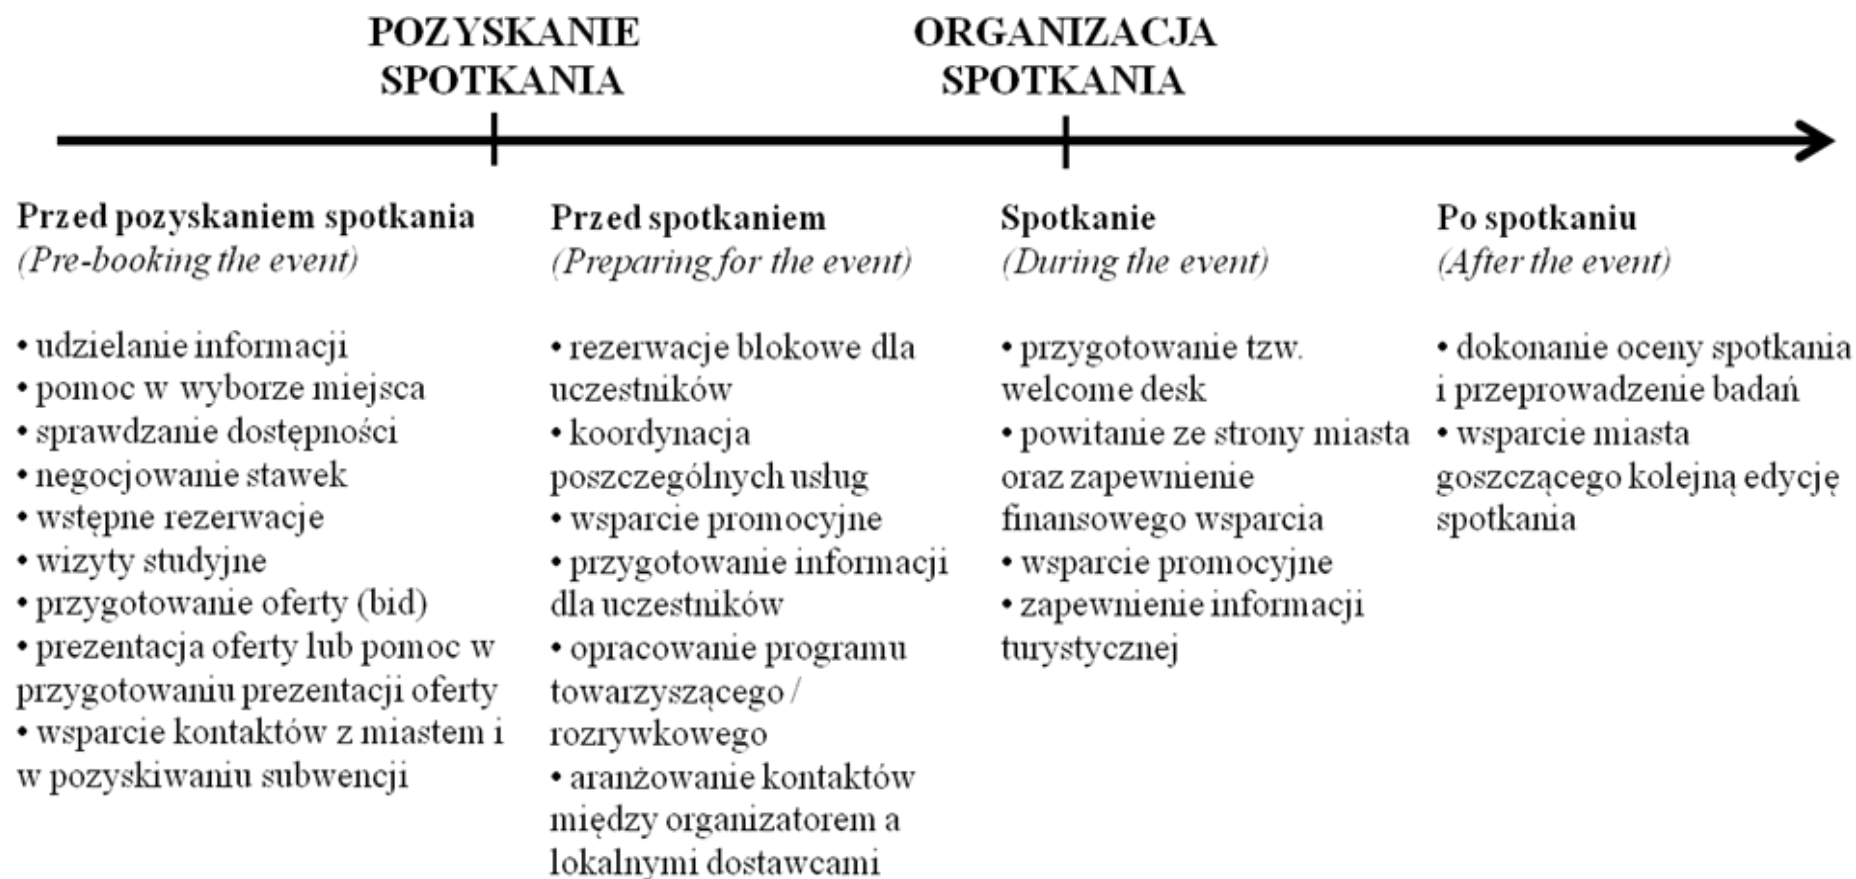 POZYSKANIE
SPOTKANIA
ORGANIZACJA
SPOTKANIA
Przed pozyskaniem spotkania
(Pre-booking the event)
• udzielanie informacji
• pomoc w wyborze miejsca
• sprawdzanie dostępności
• negocjowanie stawek
• wstępne rezerwacje
• wizyty studyjne
• przygotowanie oferty (bid)
• prezentacja oferty lub pomoc w
przygotowaniu prezentacji oferty
• wsparcie kontaktów z miastem i
w pozyskiwaniu subwencji
Przed spotkaniem
(Preparing for the event)
• rezerwacje blokowe dla
uczestników
• koordynacja
poszczególnych usług
• wsparcie promocyjne
• przygotowanie informacji
dla uczestników
• opracowanie programu
towarzyszącego /
rozrywkowego
• aranżowanie kontaktów
między organizatorem a
lokalnymi dostawcami
Spotkanie
(During the event)
• przygotowanie tzw.
welcome desk
• powitanie ze strony miasta
oraz zapewnienie
finansowego wsparcia
• wsparcie promocyjne
• zapewnienie informacji
turystycznej
Po spotkaniu
(After the event)
• dokonanie oceny spotkania
i przeprowadzenie badań
• wsparcie miasta
goszczącego kolejną edycję
spotkania